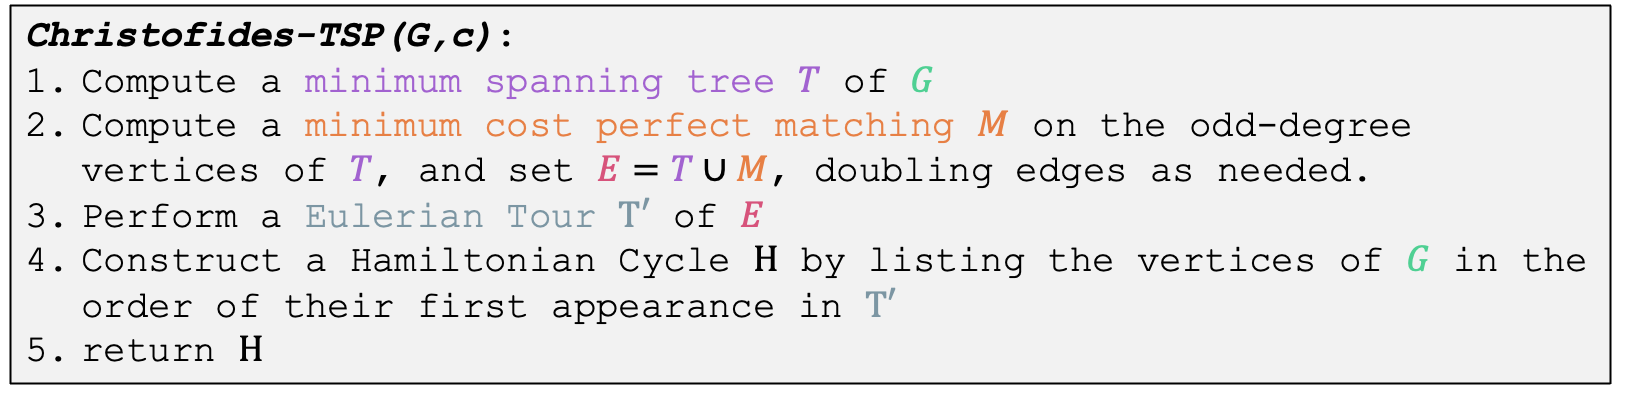 Christofides-TSP(G,c):
1. Compute a minimum spanning tree T of G
2. Compute a minimum cost perfect matching M on the odd-degree
vertices of T, and set E = T ∪ M, doubling edges as needed.
3. Perform a Eulerian Tour T′ of E
4. Construct a Hamiltonian Cycle H by listing the vertices of G in the
order of their first appearance in T′
5. return H